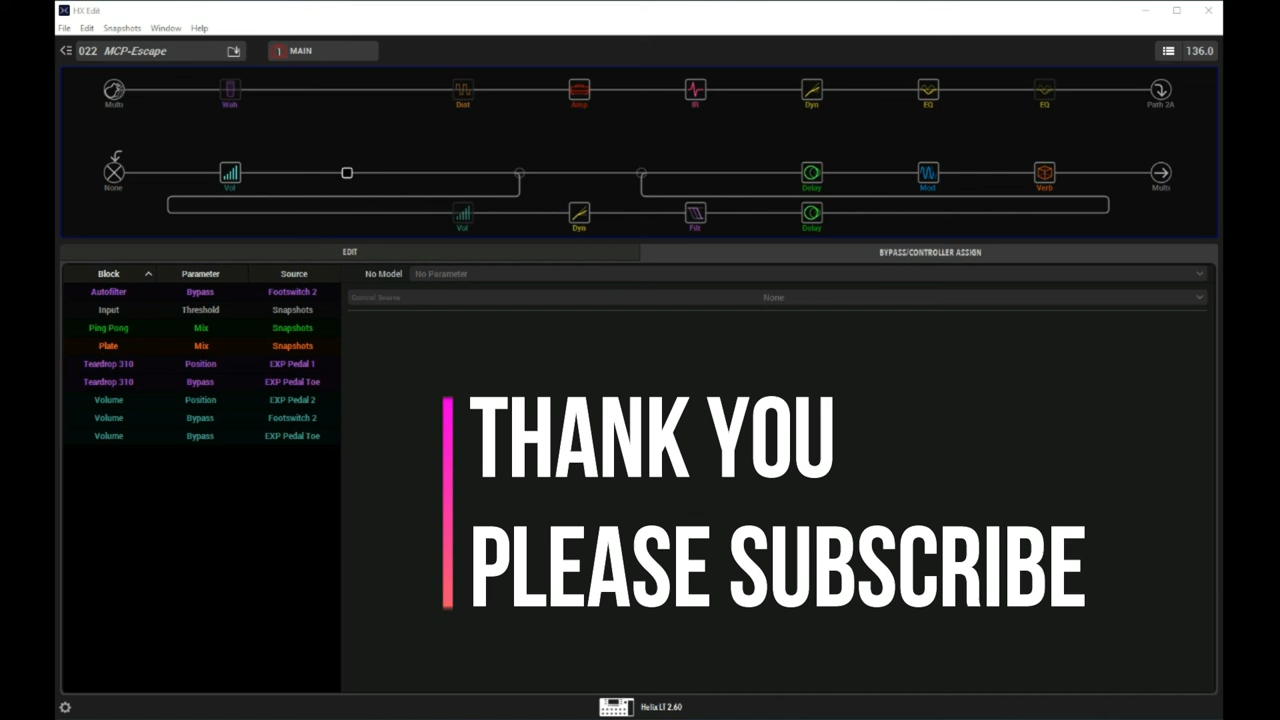 HX Edit
File Edit Snapshots Window Help
022 MCP-Escape 1 MAIN 136.0
Multi Wah Dist Amp IR Dyn EQ EQ Path 2A
None Vol Delay Mod Verb Multi
Vol Dyn Filt Delay
EDIT BYPASS/CONTROLLER ASSIGN
Block Parameter Source No Model No Parameter
Autofilter Bypass Footswitch 2 Control Source None
Input Threshold Snapshots
Ping Pong Mix Snapshots
Plate Mix Snapshots
Teardrop 310 Position EXP Pedal 1
Teardrop 310 Bypass EXP Pedal Toe
Volume Position EXP Pedal 2
Volume Bypass Footswitch 2
Volume Bypass EXP Pedal Toe
THANK YOU
PLEASE SUBSCRIBE
Helix LT 2.60